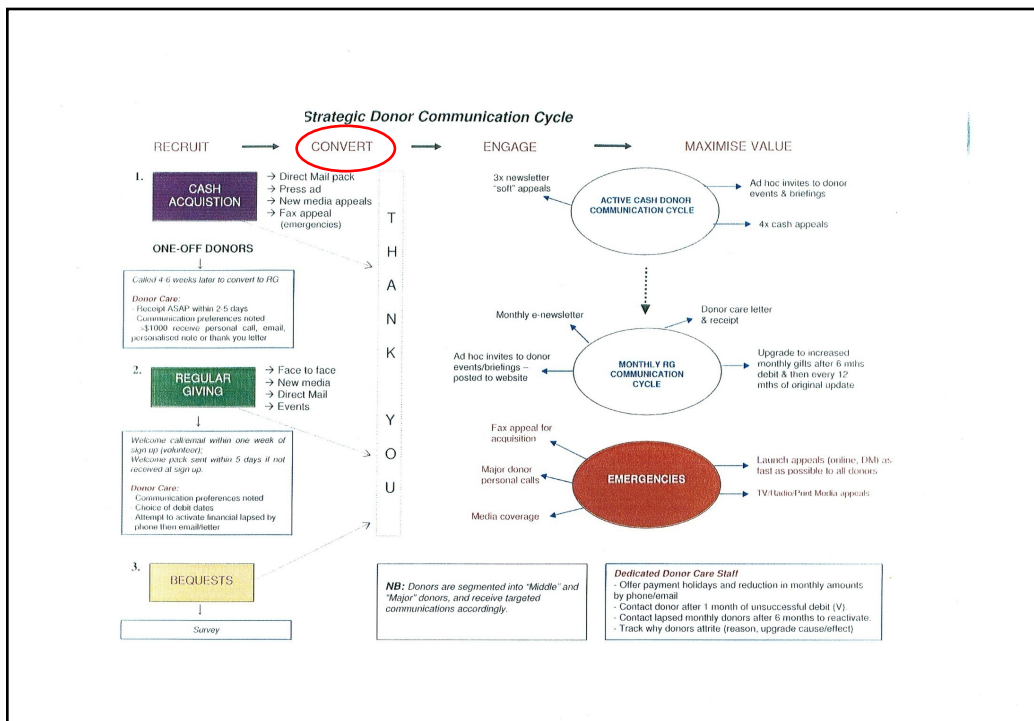 Strategic Donor Communication Cycle
RECRUIT
CONVERT
ENGAGE
MAXIMISE VALUE
1.
CASH
ACQUISTION
→ Direct Mail pack
→ Press ad
→ New media appeals
→ Fax appeal
(emergencies)
ONE-OFF DONORS
Called 4-6 weeks later to convert to RG
Donor Care:
- Receipt ASAP within 2-5 days
- Communication preferences noted
- >$1000 receive personal call, email,
personalised note or thank you letter
2.
REGULAR
GIVING
→ Face to face
→ New media
→ Direct Mail
→ Events
Welcome call/email within one week of
sign up (volunteer);
Welcome pack sent within 5 days if not
received at sign up.
Donor Care:
- Communication preferences noted
- Choice of debit dates
- Attempt to activate financial lapsed by
phone then email/letter
3.
BEQUESTS
Survey
T
H
A
N
K
Y
O
U
3x newsletter
"soft" appeals
ACTIVE CASH DONOR
COMMUNICATION CYCLE
Ad hoc invites to donor
events & briefings
4x cash appeals
Monthly e-newsletter
Donor care letter
& receipt
Ad hoc invites to donor
events/briefings –
posted to website
MONTHLY RG
COMMUNICATION
CYCLE
Upgrade to increased
monthly gifts after 6 mths
debit & then every 12
mths of original update
Fax appeal for
acquisition
Major donor
personal calls
Media coverage
EMERGENCIES
Launch appeals (online, DM) as
fast as possible to all donors
TV/Radio/Print Media appeals
NB: Donors are segmented into "Middle" and
"Major" donors, and receive targeted
communications accordingly.
Dedicated Donor Care Staff
- Offer payment holidays and reduction in monthly amounts
by phone/email
- Contact donor after 1 month of unsuccessful debit (V)
- Contact lapsed monthly donors after 6 months to reactivate.
- Track why donors attrite (reason, upgrade cause/effect)